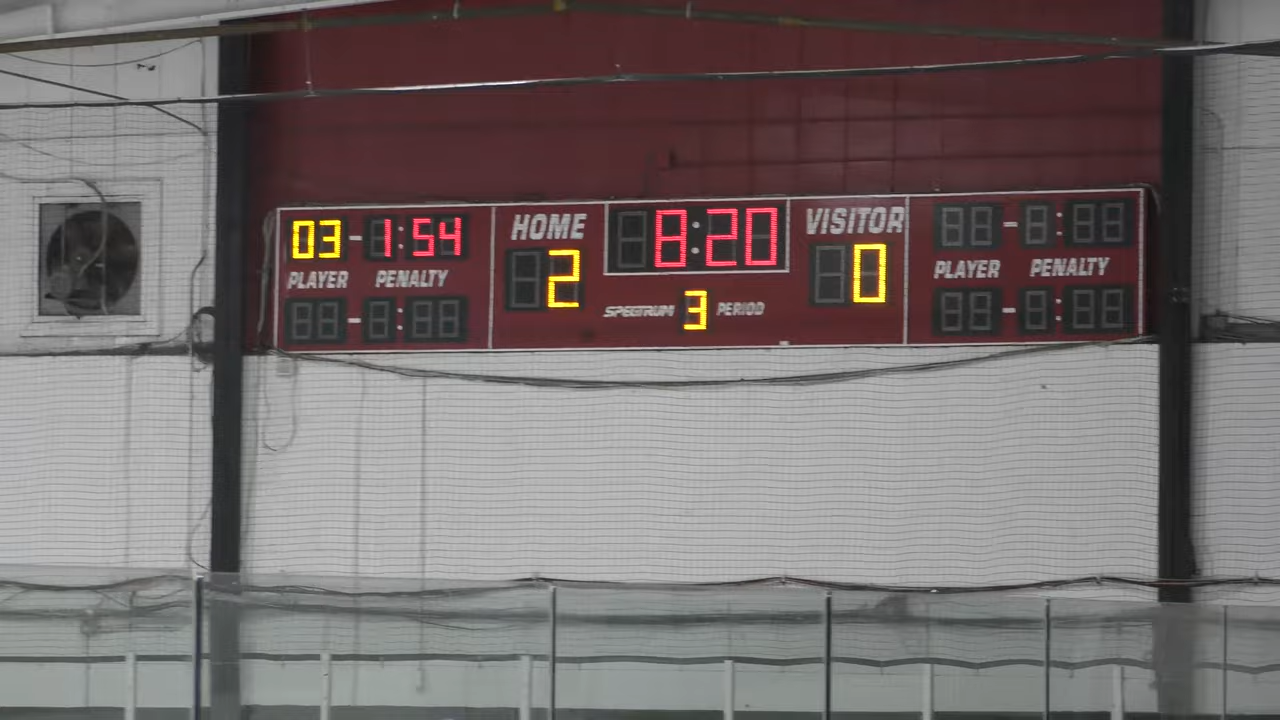 03-1:54
PLAYER PENALTY
HOME
2
8:20
SPECTRUM 3 PERIOD
VISITOR
0
PLAYER PENALTY